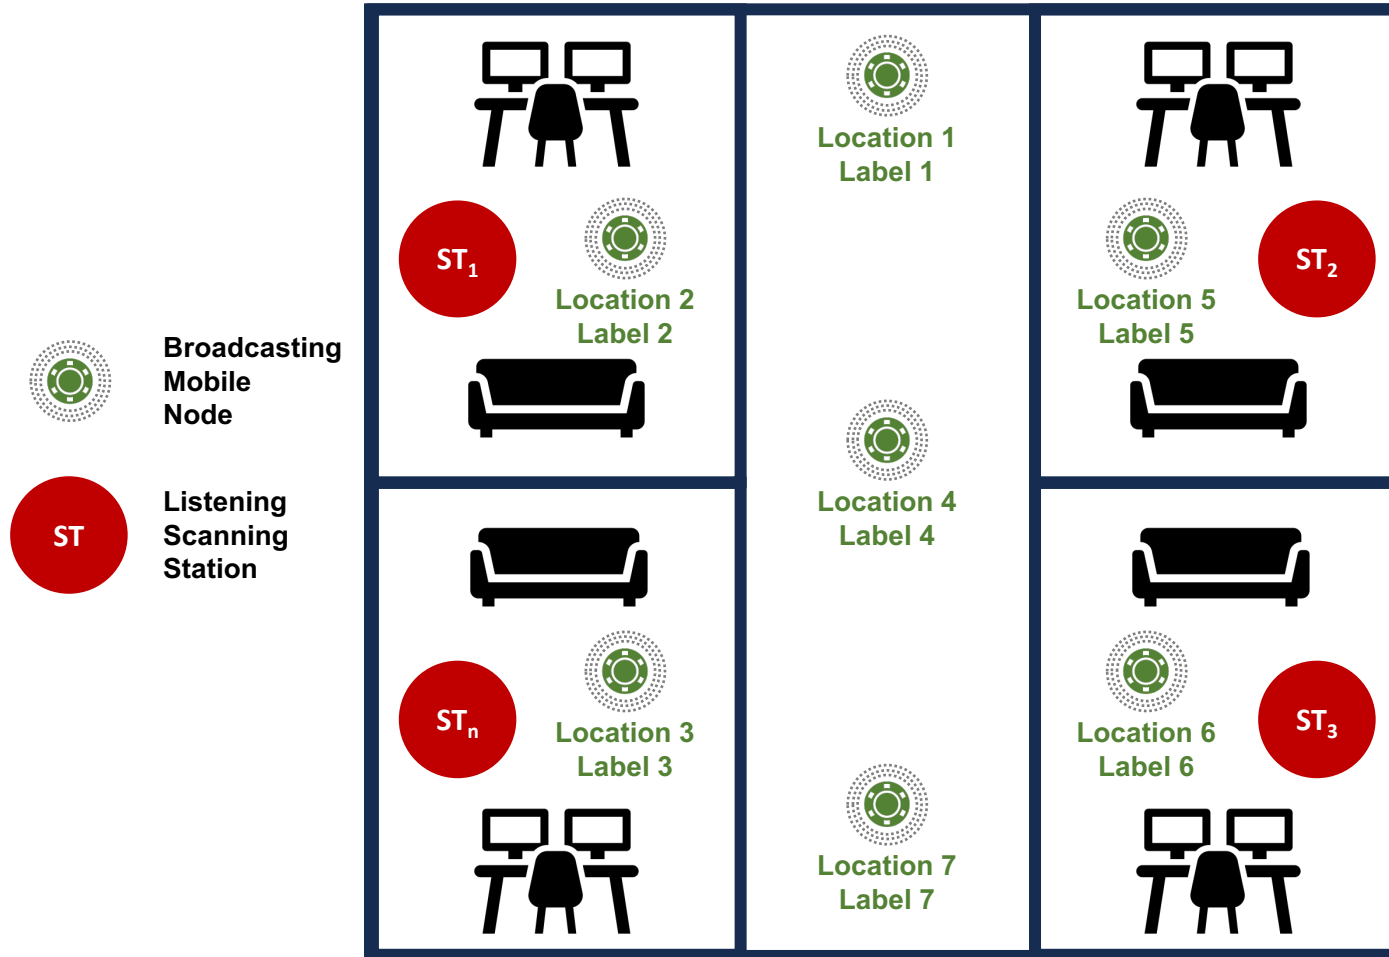 Location 1
Label 1
ST1
Location 2
Label 2
Location 5
Label 5
ST2
Broadcasting
Mobile
Node
Location 4
Label 4
ST
Listening
Scanning
Station
STn
Location 3
Label 3
Location 6
Label 6
ST3
Location 7
Label 7